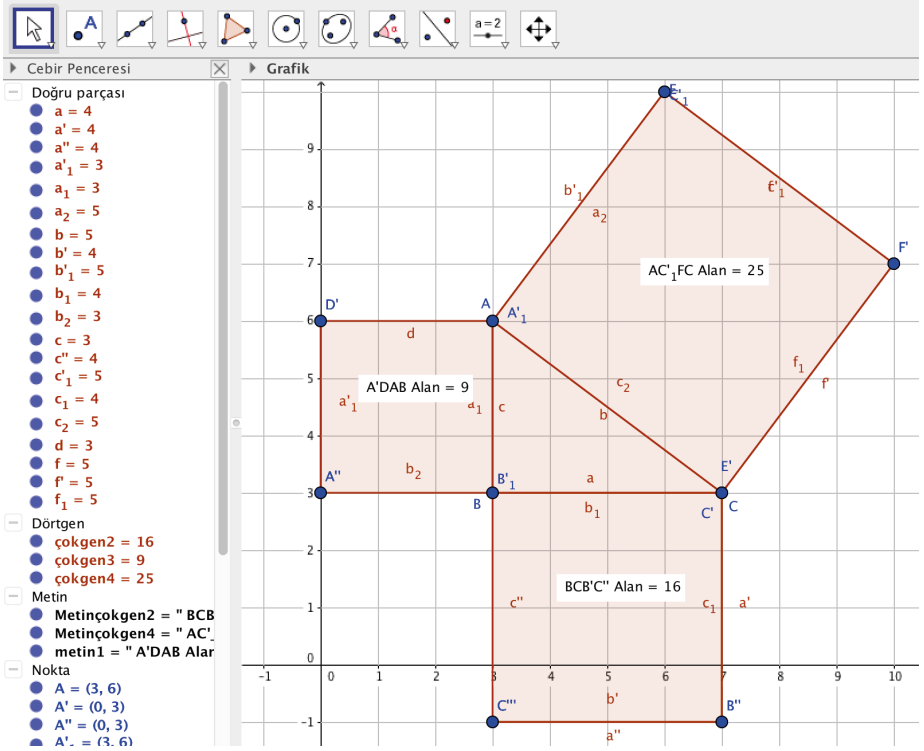 A
α
a=2
Cebir Penceresi
Grafik
Doğru parçası
a = 4
a' = 4
a" = 4
a'₁ = 3
a₁ = 3
a₂ = 5
b = 5
b' = 4
b'₁ = 5
b₁ = 4
b₂ = 3
c = 3
c" = 4
c'₁ = 5
c₁ = 4
c₂ = 5
d = 3
f = 5
f' = 5
f₁ = 5
Dörtgen
çokgen2 = 16
çokgen3 = 9
çokgen4 = 25
Metin
Metinçokgen2 = " BCB
Metinçokgen4 = " AC'
metin1 = " A'DAB Alar
Nokta
A = (3, 6)
A' = (0, 3)
A" = (0, 3)
A'₁ = (3, 6)
9
b'₁
8
a₂
F'
7
AC'₁FC Alan = 25
D'
A
A'₁
6
d
f₁
f'
5
A'DAB Alan = 9
c₂
a'₁
a₁
c
b
4
b₂
E'
A"
B'₁
a
3
B
b₁
C'
C
2
BCB'C" Alan = 16
1
c"
c₁
a'
0
-1 0 1 2 3 4 5 6 7 8 9 10
b'
-1
C'"
B"
a"